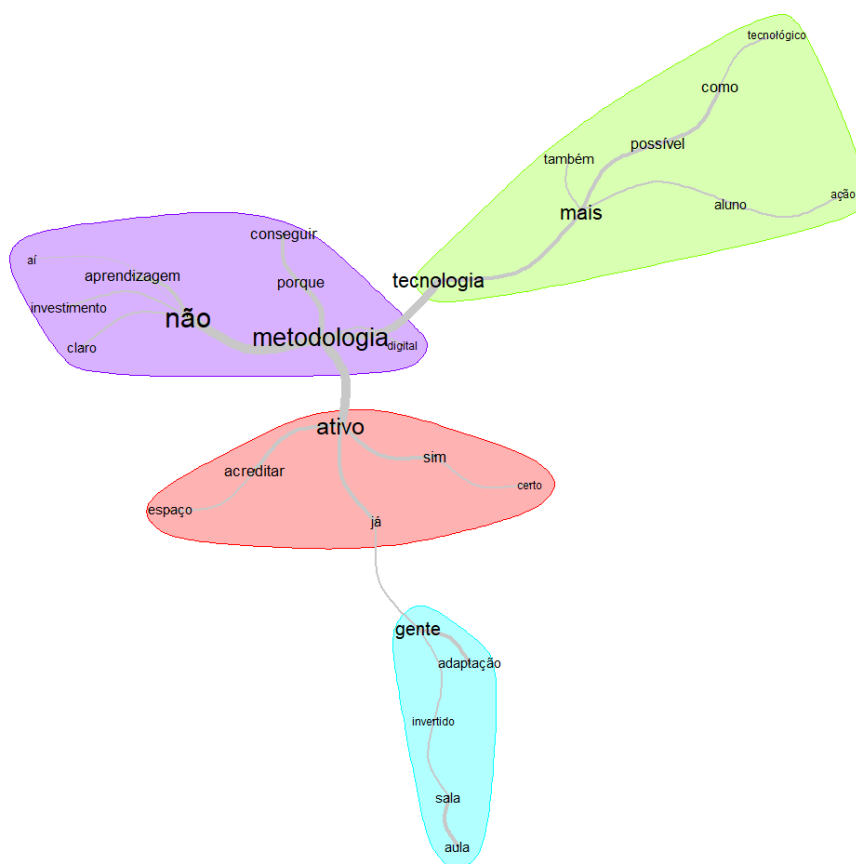 tecnológico
como
possível
também
ação
aluno
mais
conseguir
aí
aprendizagem
tecnologia
porque
investimento
não
metodologia
digital
claro
ativo
acreditar
sim
certo
espaço
já
gente
adaptação
invertido
sala
aula